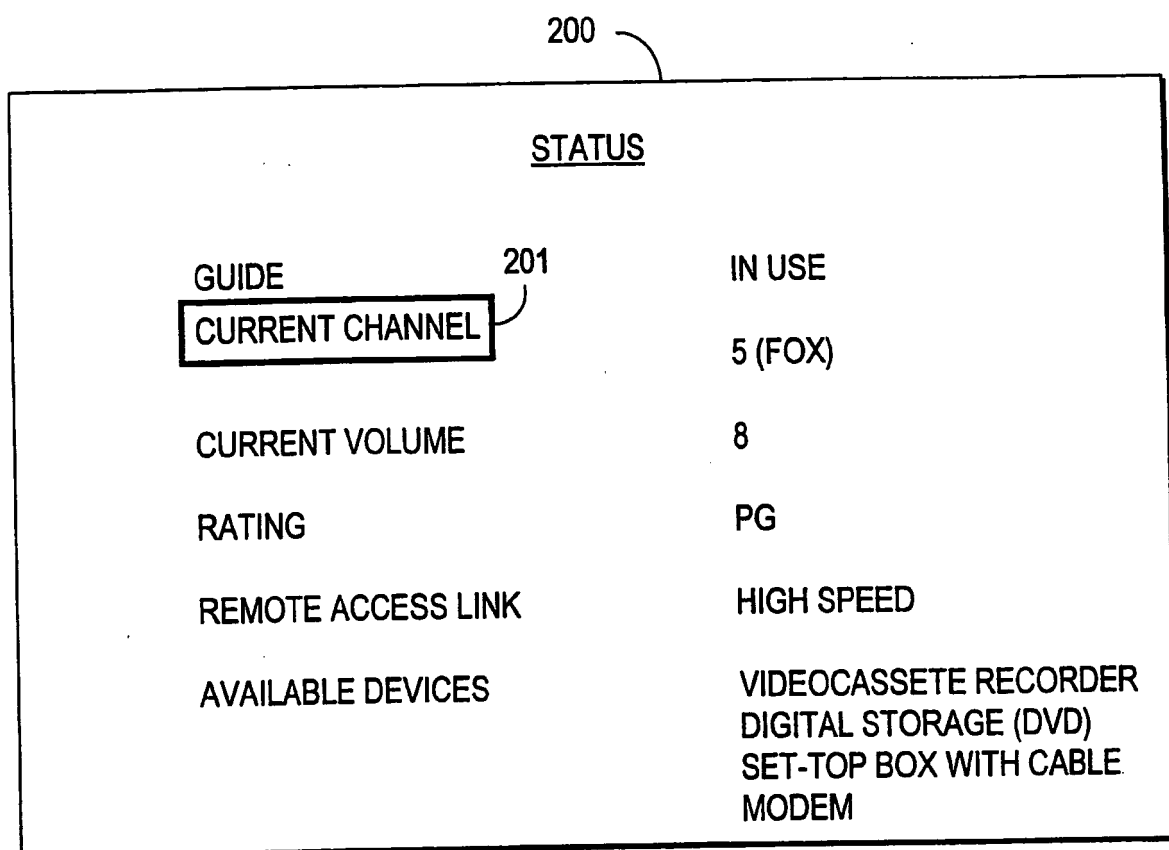 200
STATUS
GUIDE 201 IN USE
CURRENT CHANNEL 5 (FOX)
CURRENT VOLUME 8
RATING PG
REMOTE ACCESS LINK HIGH SPEED
AVAILABLE DEVICES VIDEOCASSETE RECORDER
DIGITAL STORAGE (DVD)
SET-TOP BOX WITH CABLE
MODEM